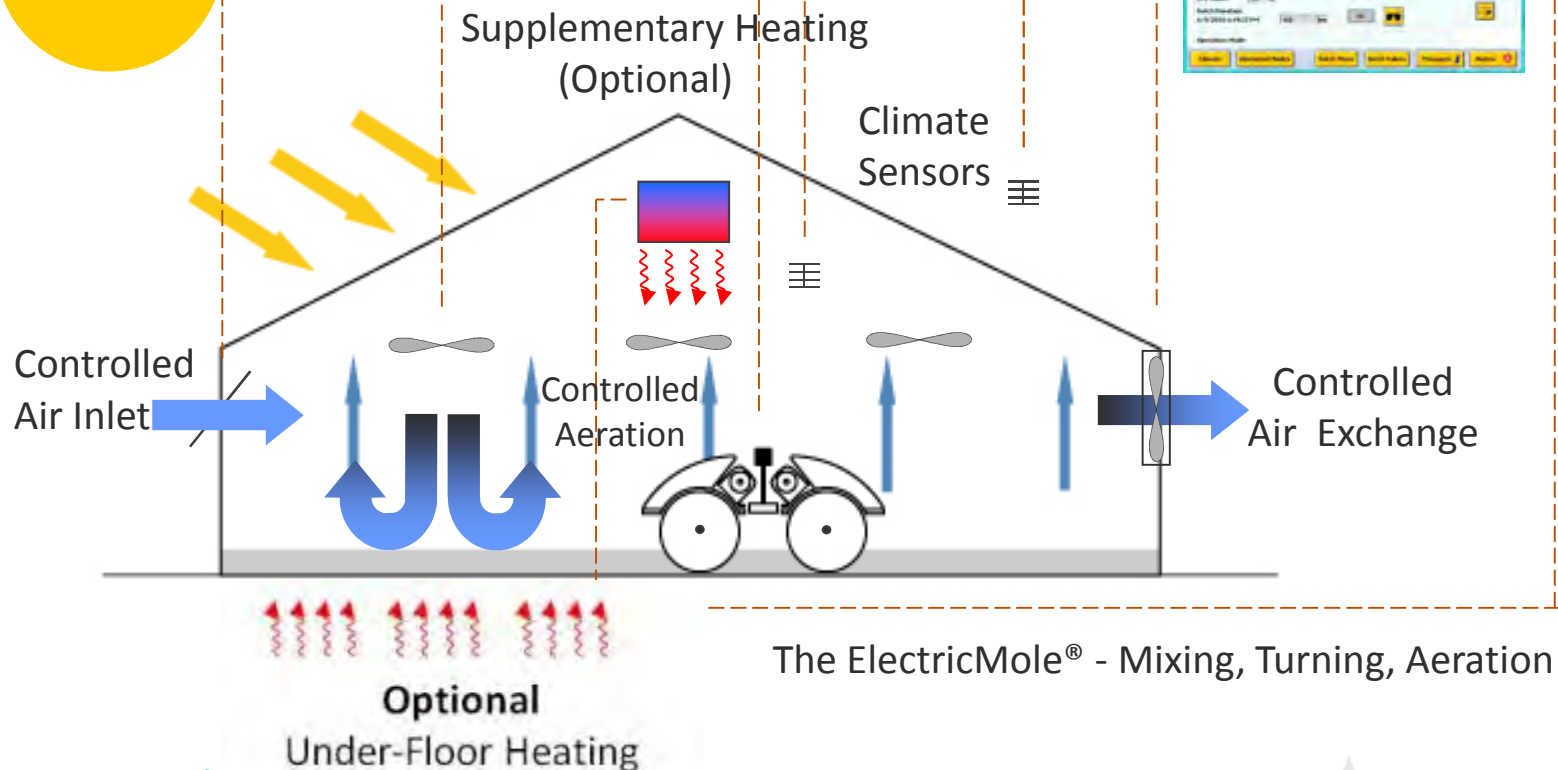 Supplementary Heating
(Optional)
Climate
Sensors
Controlled
Air Inlet
Controlled
Aeration
Controlled
Air Exchange
The ElectricMole® - Mixing, Turning, Aeration
Optional
Under-Floor Heating